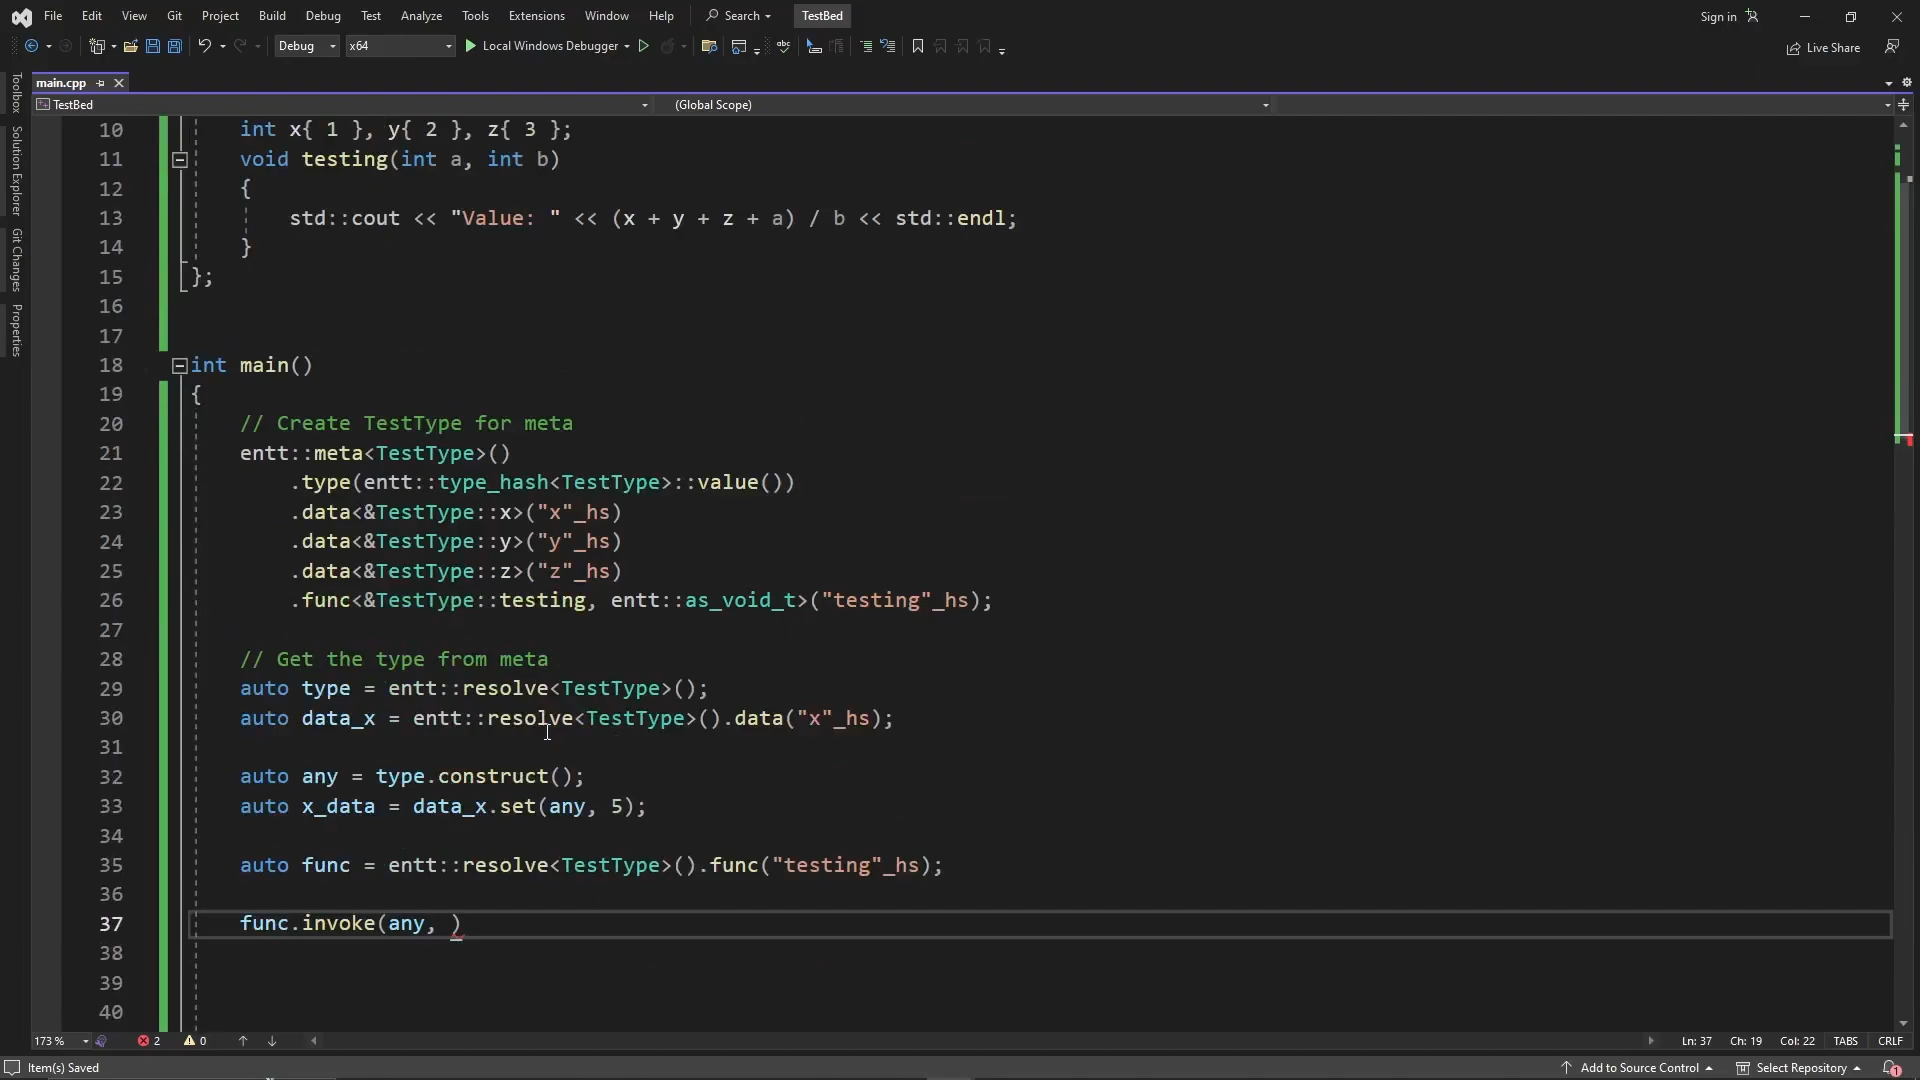 File Edit View Git Project Build Debug Test Analyze Tools Extensions Window Help Search TestBed Sign in
Debug x64 Local Windows Debugger Live Share
main.cpp
TestBed (Global Scope)
Toolbox
Solution Explorer
Git Changes
Properties
10 int x{ 1 }, y{ 2 }, z{ 3 };
11 void testing(int a, int b)
12 {
13 std::cout << "Value: " << (x + y + z + a) / b << std::endl;
14 }
15 };
16
17
18 int main()
19 {
20 // Create TestType for meta
21 entt::meta<TestType>()
22 .type(entt::type_hash<TestType>::value())
23 .data<&TestType::x>("x"_hs)
24 .data<&TestType::y>("y"_hs)
25 .data<&TestType::z>("z"_hs)
26 .func<&TestType::testing, entt::as_void_t>("testing"_hs);
27
28 // Get the type from meta
29 auto type = entt::resolve<TestType>();
30 auto data_x = entt::resolve<TestType>().data("x"_hs);
31
32 auto any = type.construct();
33 auto x_data = data_x.set(any, 5);
34
35 auto func = entt::resolve<TestType>().func("testing"_hs);
36
37 func.invoke(any, )
38
39
40
173 % 2 0 Ln: 37 Ch: 19 Col: 22 TABS CRLF
Item(s) Saved Add to Source Control Select Repository 1